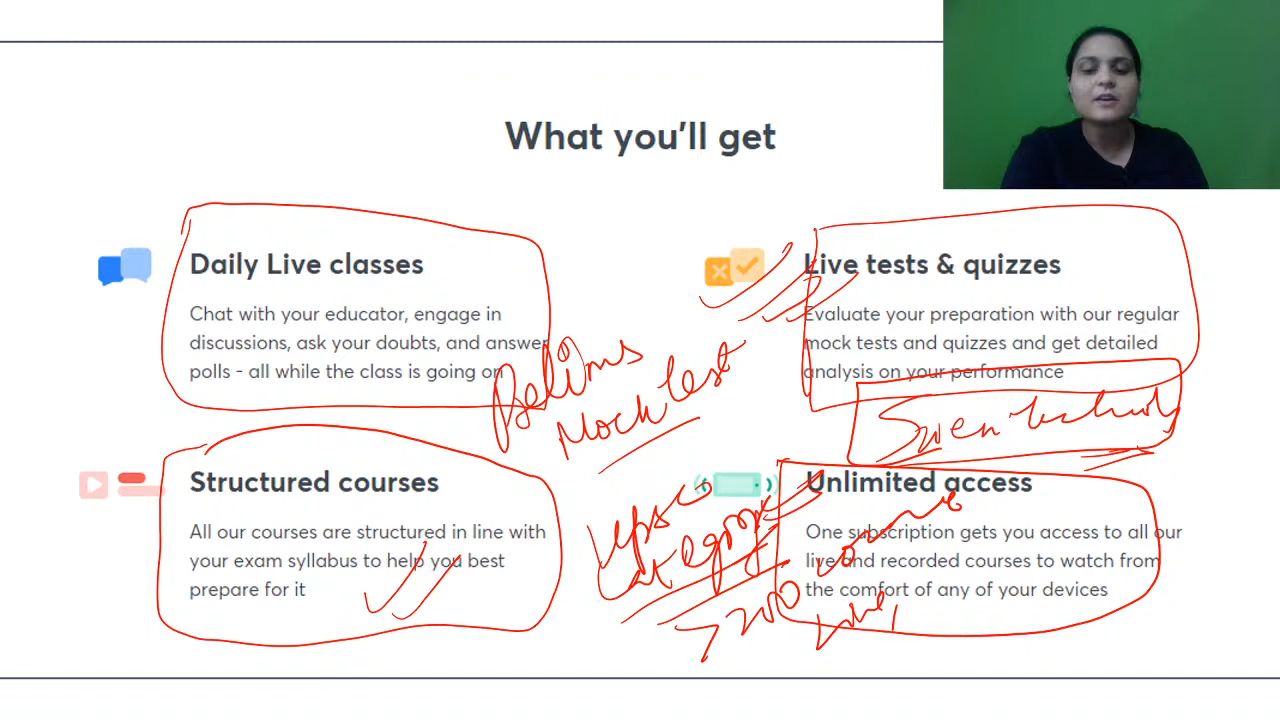 What you'll get
Daily Live classes
Chat with your educator, engage in
discussions, ask your doubts, and answer
polls - all while the class is going on
Live tests & quizzes
Evaluate your preparation with our regular
mock tests and quizzes and get detailed
analysis on your performance
Prelims
Mock test
Structured courses
All our courses are structured in line with
your exam syllabus to help you best
prepare for it
Unlimited access
One subscription gets you access to all our
live and recorded courses to watch from
the comfort of any of your devices
UPSC
category
> 200